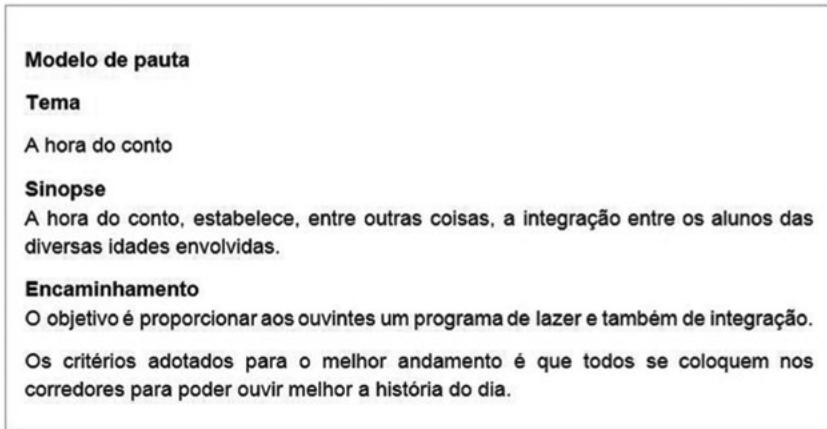 Modelo de pauta
Tema
A hora do conto
Sinopse
A hora do conto, estabelece, entre outras coisas, a integração entre os alunos das
diversas idades envolvidas.
Encaminhamento
O objetivo é proporcionar aos ouvintes um programa de lazer e também de integração.
Os critérios adotados para o melhor andamento é que todos se coloquem nos
corredores para poder ouvir melhor a história do dia.